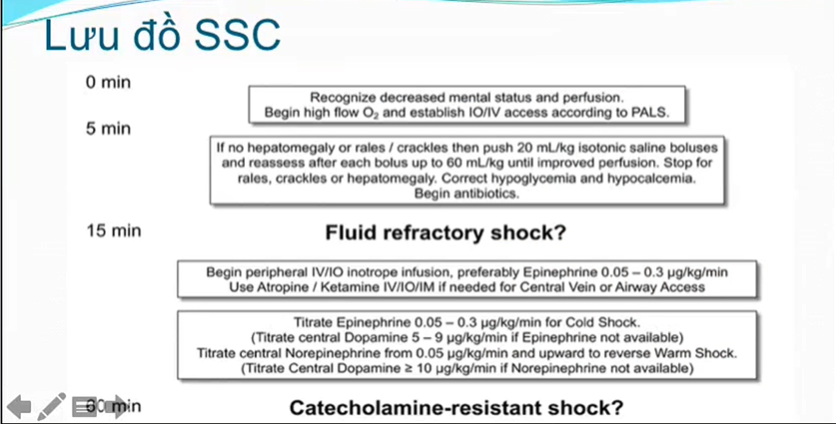 Lưu đồ SSC
0 min
Recognize decreased mental status and perfusion.
Begin high flow O₂ and establish IO/IV access according to PALS.
5 min
If no hepatomegaly or rales / crackles then push 20 mL/kg isotonic saline boluses
and reassess after each bolus up to 60 mL/kg until improved perfusion. Stop for
rales, crackles or hepatomegaly. Correct hypoglycemia and hypocalcemia.
Begin antibiotics.
15 min
Fluid refractory shock?
Begin peripheral IV/IO inotrope infusion, preferably Epinephrine 0.05 – 0.3 µg/kg/min
Use Atropine / Ketamine IV/IO/IM if needed for Central Vein or Airway Access
Titrate Epinephrine 0.05 – 0.3 µg/kg/min for Cold Shock.
(Titrate central Dopamine 5 – 9 µg/kg/min if Epinephrine not available)
Titrate central Norepinephrine from 0.05 µg/kg/min and upward to reverse Warm Shock.
(Titrate Central Dopamine ≥ 10 µg/kg/min if Norepinephrine not available)
60 min
Catecholamine-resistant shock?